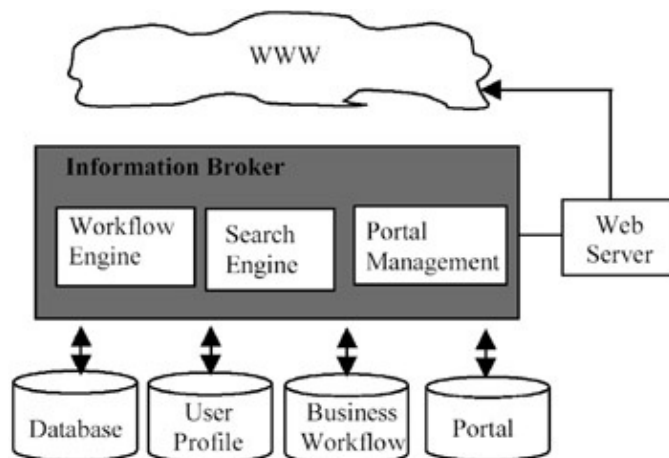 WWW
Information Broker
Workflow
Engine
Search
Engine
Portal
Management
Web
Server
Database
User
Profile
Business
Workflow
Portal